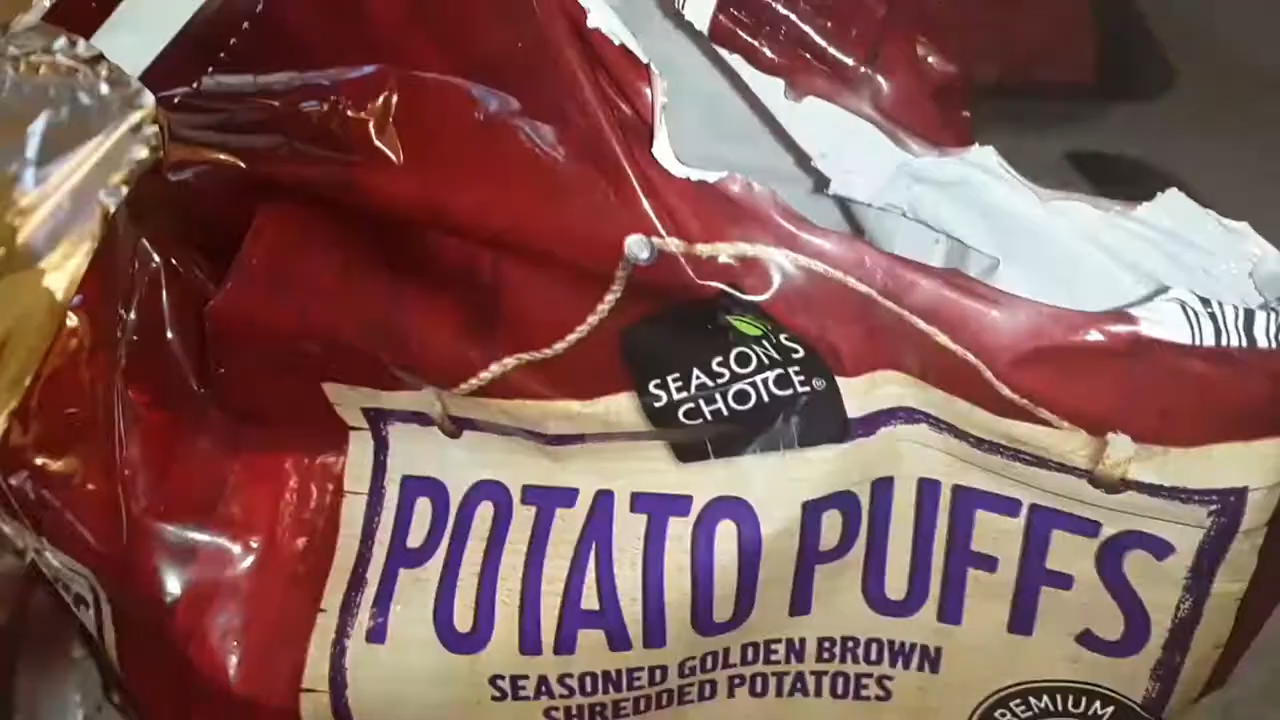 SEASON'S
CHOICE®
POTATO PUFFS
SEASONED GOLDEN BROWN
SHREDDED POTATOES
PREMIUM